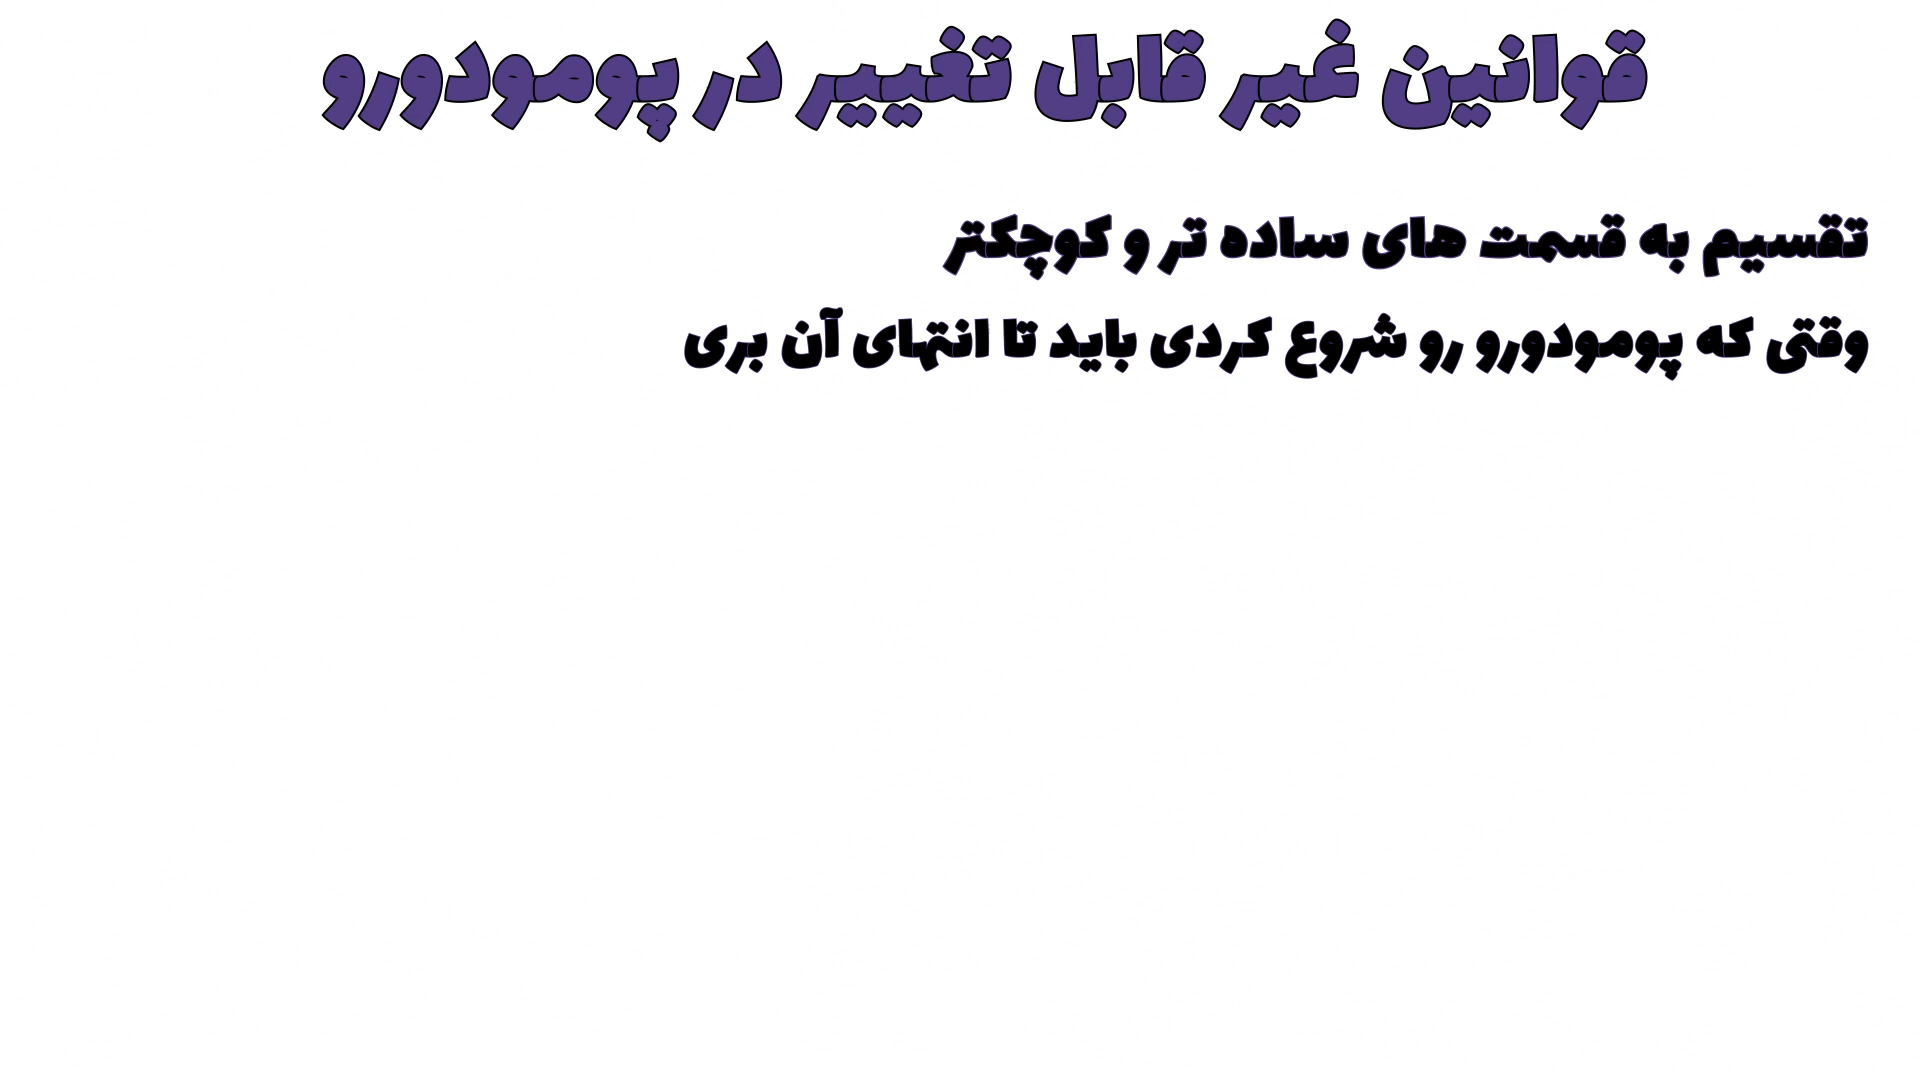 قوانین غیر قابل تغییر در پومودورو
تقسیم به قسمت های ساده تر و کوچکتر
وقتی که پومودورو رو شروع کردی باید تا انتهای آن بری